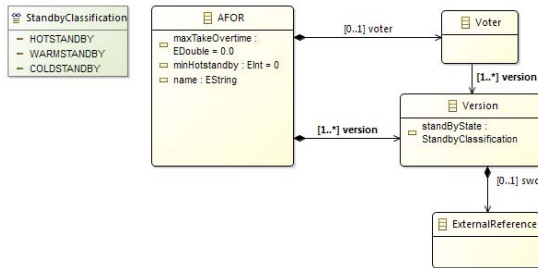 StandbyClassification
HOTSTANDBY
WARMSTANDBY
COLDSTANDBY
AFOR
maxTakeOvertime :
EDouble = 0.0
minHotstandby : EInt = 0
name : EString
[0..1] voter
Voter
[1..*] version
[1..*] version
Version
standByState :
StandbyClassification
[0..1]
ExternalReference